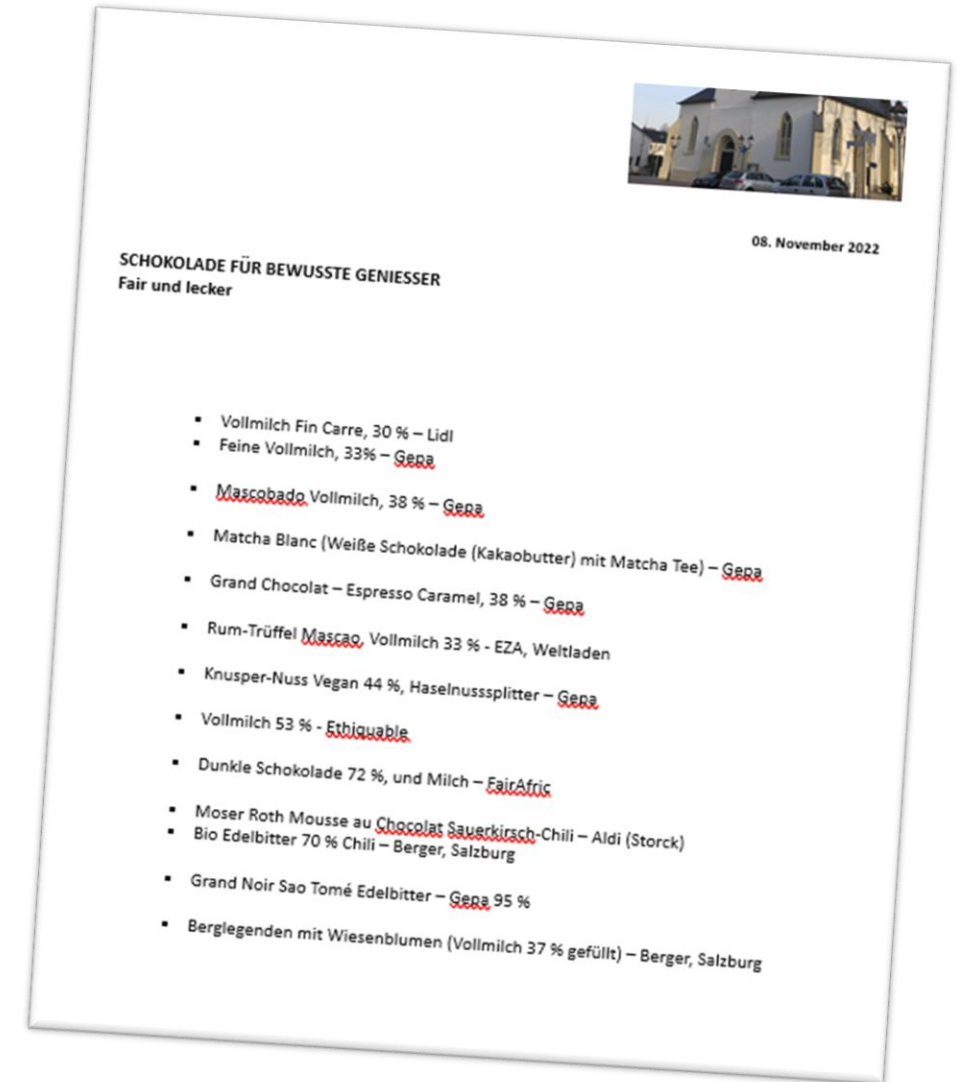 08. November 2022
SCHOKOLADE FÜR BEWUSSTE GENIESSER
Fair und lecker
▪ Vollmilch Fin Carre, 30 % – Lidl
▪ Feine Vollmilch, 33% – Gepa
▪ Mascobado Vollmilch, 38 % – Gepa
▪ Matcha Blanc (Weiße Schokolade (Kakaobutter) mit Matcha Tee) – Gepa
▪ Grand Chocolat – Espresso Caramel, 38 % – Gepa
▪ Rum-Trüffel Mascao, Vollmilch 33 % - EZA, Weltladen
▪ Knusper-Nuss Vegan 44 %, Haselnusssplitter – Gepa
▪ Vollmilch 53 % - Ethiquable
▪ Dunkle Schokolade 72 %, und Milch – FairAfric
▪ Moser Roth Mousse au Chocolat Sauerkirsch-Chili – Aldi (Storck)
▪ Bio Edelbitter 70 % Chili – Berger, Salzburg
▪ Grand Noir Sao Tomé Edelbitter – Gepa 95 %
▪ Berglegenden mit Wiesenblumen (Vollmilch 37 % gefüllt) – Berger, Salzburg